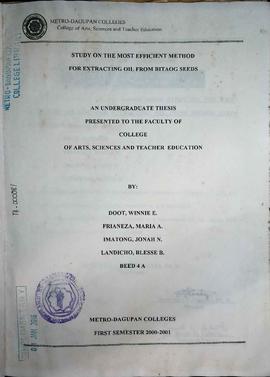 METRO-DAGUPAN COLLEGES
College of Arts, Sciences and Teacher Education
STUDY ON THE MOST EFFICIENT METHOD
FOR EXTRACTING OIL FROM BITAOG SEEDS
AN UNDERGRADUATE THESIS
PRESENTED TO THE FACULTY OF
COLLEGE
OF ARTS, SCIENCES AND TEACHER EDUCATION
BY:
DOOT, WINNIE E.
FRIANEZA, MARIA A.
IMATONG, JONAH N.
LANDICHO, BLESSE B.
BEED 4 A
METRO-DAGUPAN COLLEGES
FIRST SEMESTER 2000-2001